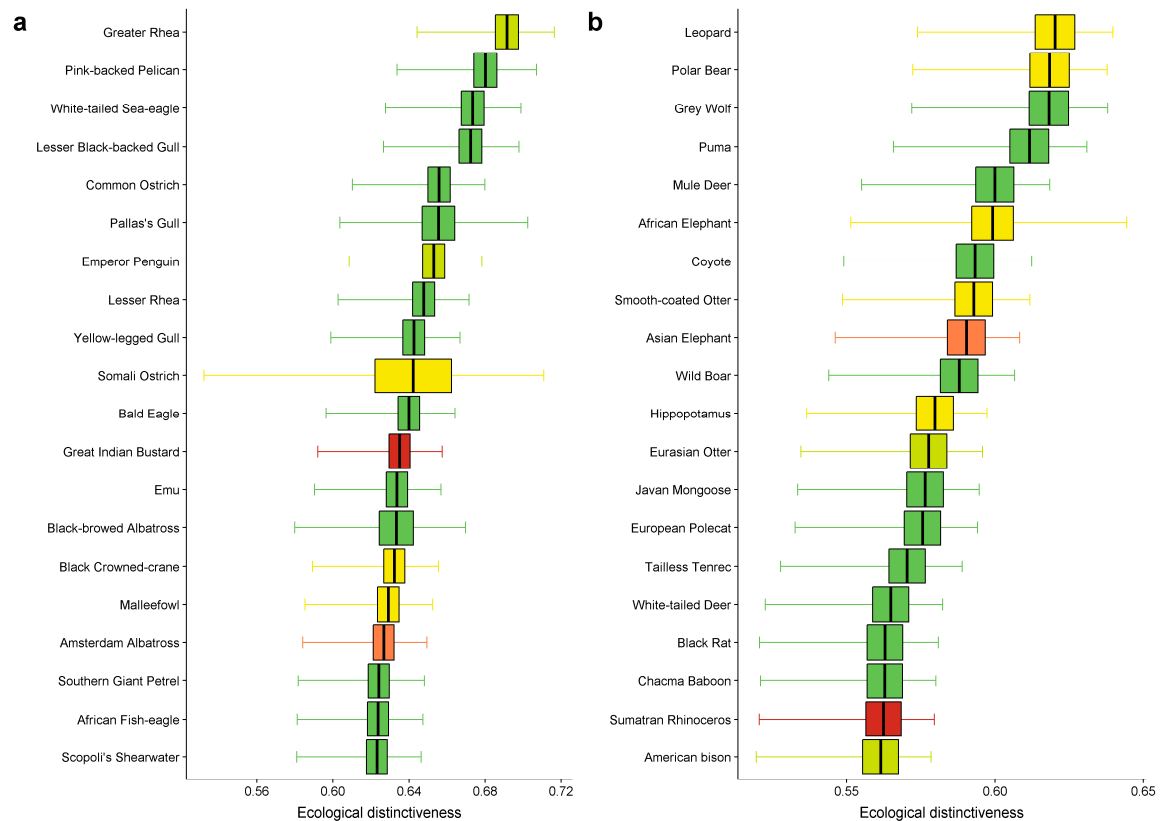 a
Greater Rhea
Pink-backed Pelican
White-tailed Sea-eagle
Lesser Black-backed Gull
Common Ostrich
Pallas's Gull
Emperor Penguin
Lesser Rhea
Yellow-legged Gull
Somali Ostrich
Bald Eagle
Great Indian Bustard
Emu
Black-browed Albatross
Black Crowned-crane
Malleefowl
Amsterdam Albatross
Southern Giant Petrel
African Fish-eagle
Scopoli's Shearwater
0.56 0.60 0.64 0.68 0.72
Ecological distinctiveness
b
Leopard
Polar Bear
Grey Wolf
Puma
Mule Deer
African Elephant
Coyote
Smooth-coated Otter
Asian Elephant
Wild Boar
Hippopotamus
Eurasian Otter
Javan Mongoose
European Polecat
Tailless Tenrec
White-tailed Deer
Black Rat
Chacma Baboon
Sumatran Rhinoceros
American bison
0.55 0.60 0.65
Ecological distinctiveness